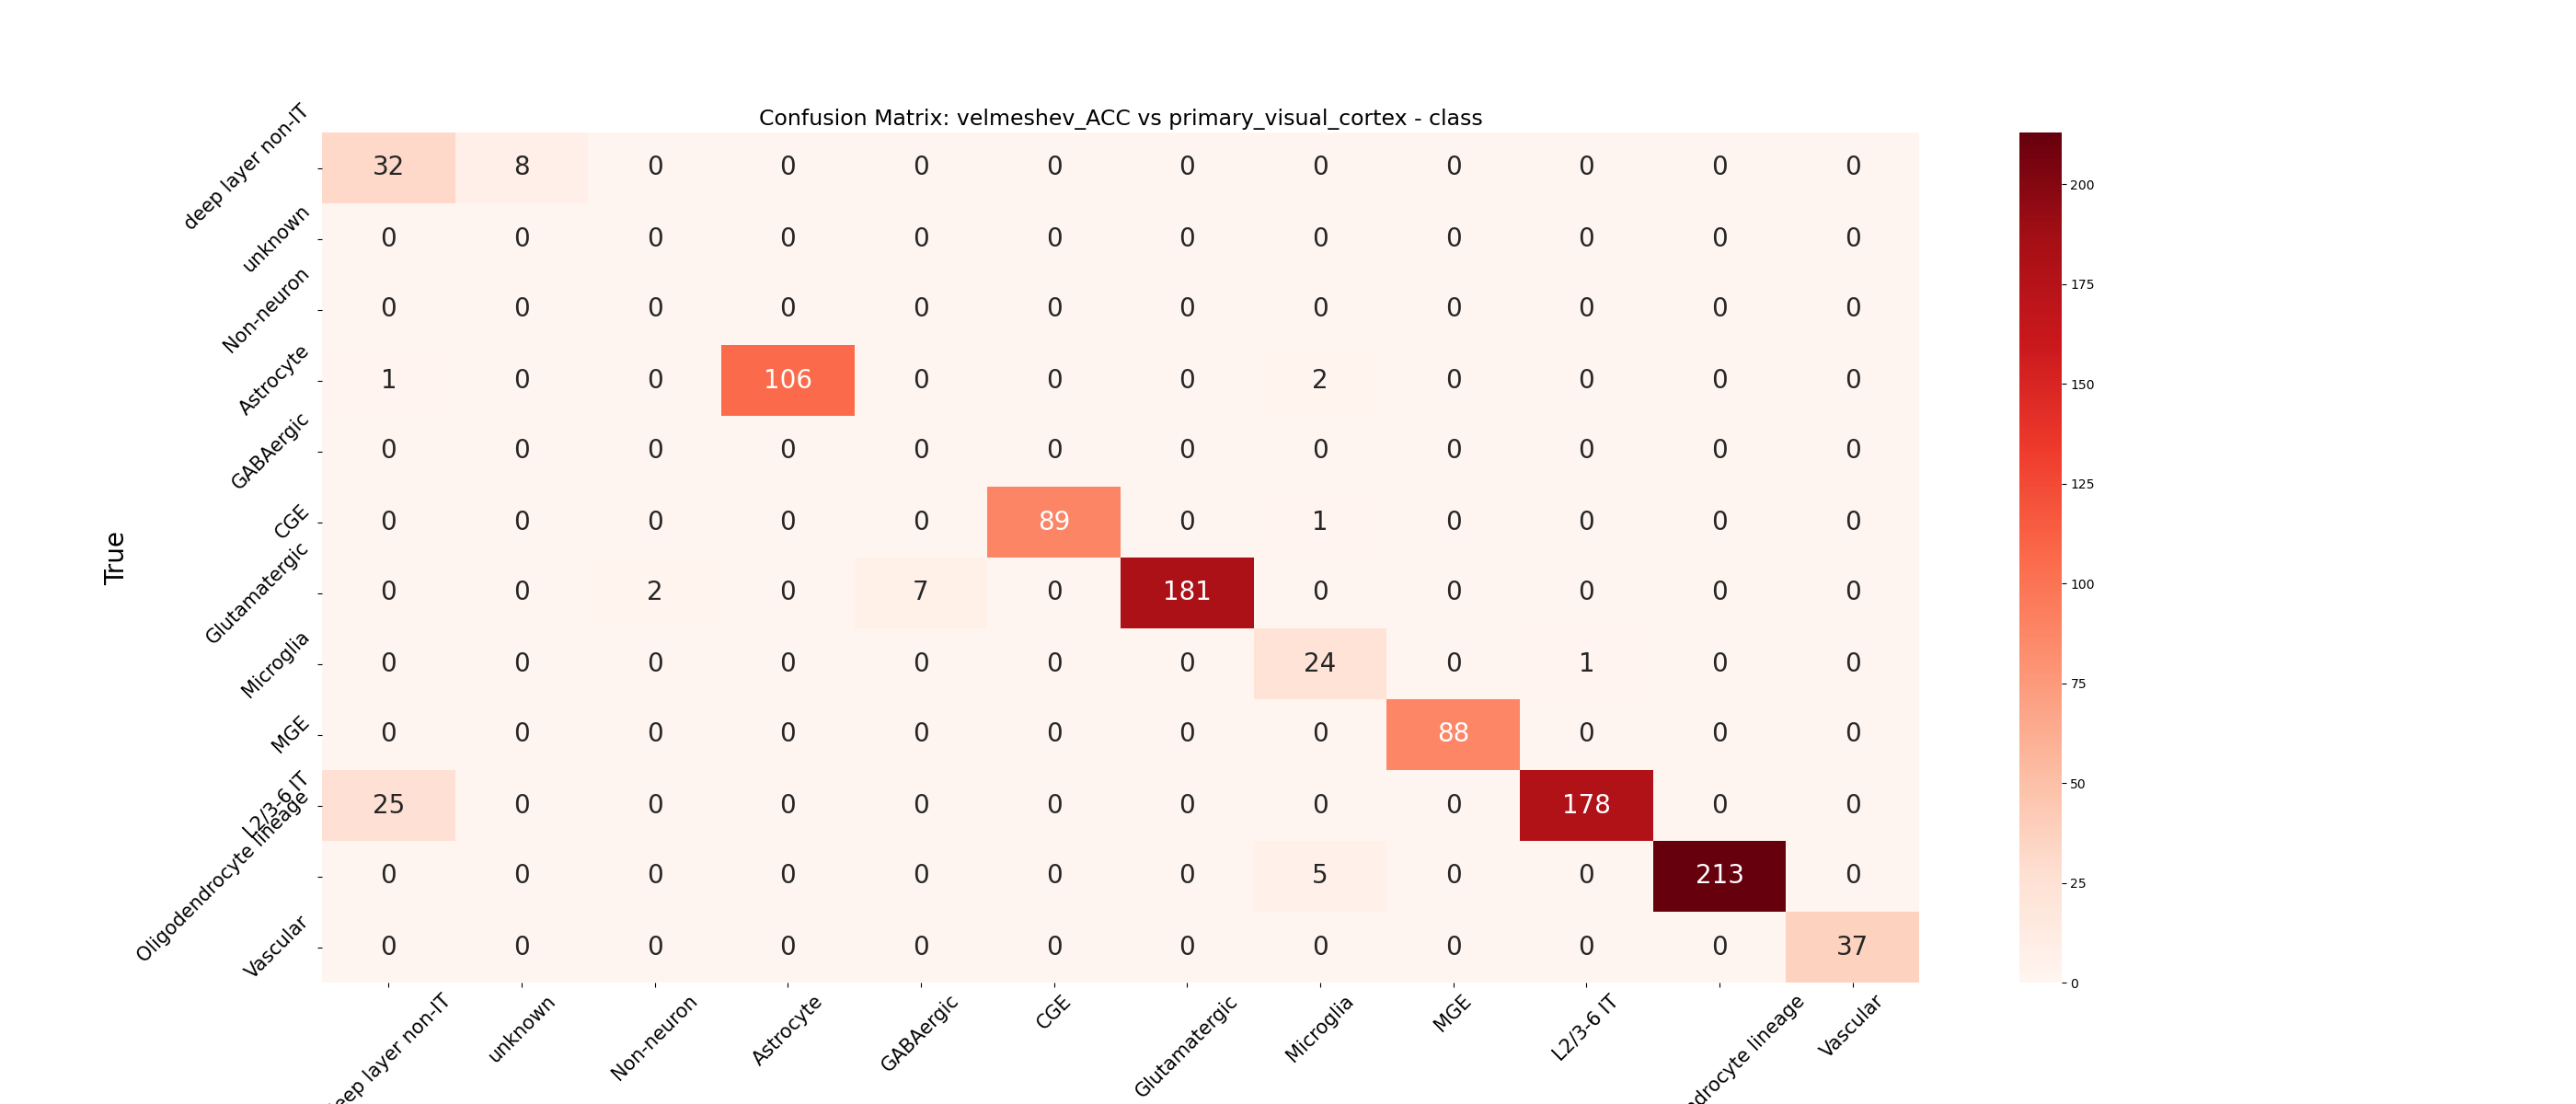 Confusion Matrix: velmeshev_ACC vs primary_visual_cortex - class
True
deep layer non-IT 32 8 0 0 0 0 0 0 0 0 0 0
unknown 0 0 0 0 0 0 0 0 0 0 0 0
Non-neuron 0 0 0 0 0 0 0 0 0 0 0 0
Astrocyte 1 0 0 106 0 0 0 2 0 0 0 0
GABAergic 0 0 0 0 0 0 0 0 0 0 0 0
CGE 0 0 0 0 0 89 0 1 0 0 0 0
Glutamatergic 0 0 2 0 7 0 181 0 0 0 0 0
Microglia 0 0 0 0 0 0 0 24 0 1 0 0
MGE 0 0 0 0 0 0 0 0 88 0 0 0
L2/3-6 IT 25 0 0 0 0 0 0 0 0 178 0 0
Oligodendrocyte lineage 0 0 0 0 0 0 0 5 0 0 213 0
Vascular 0 0 0 0 0 0 0 0 0 0 0 37
eep layer non-IT unknown Non-neuron Astrocyte GABAergic CGE Glutamatergic Microglia MGE L2/3-6 IT ndrocyte lineage Vascular
200
175
150
125
100
75
50
25
0